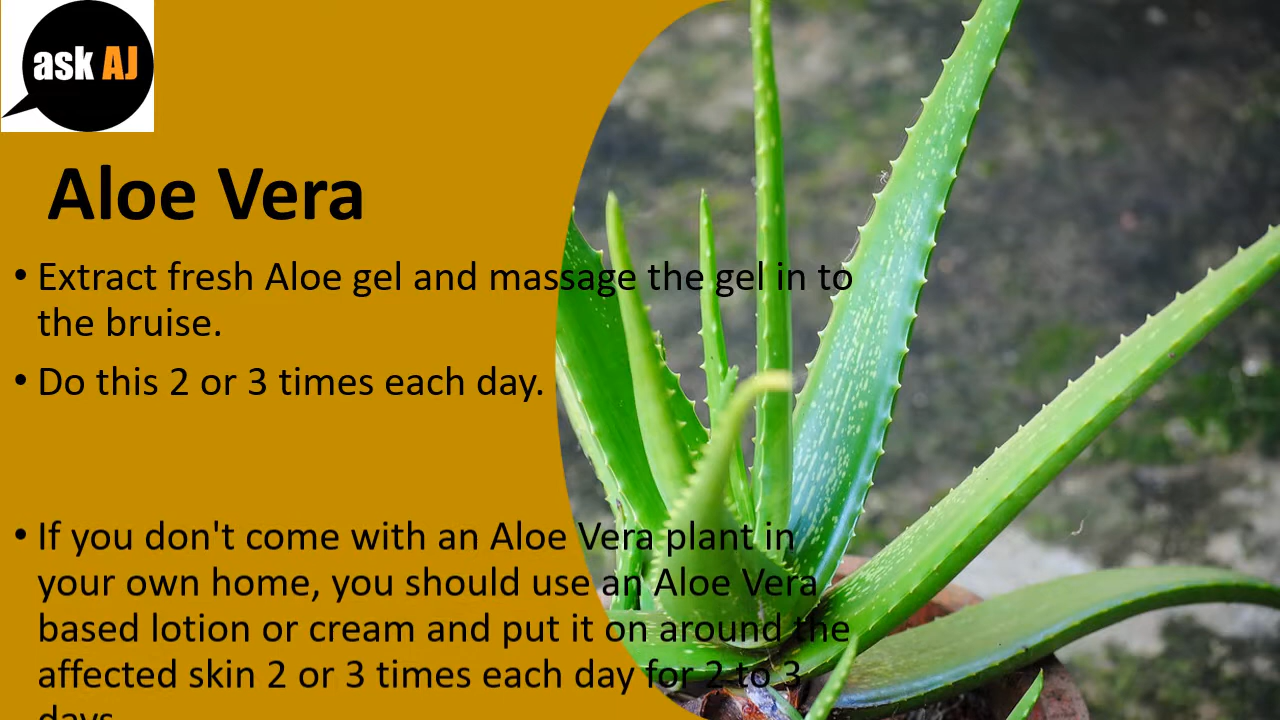 ask AJ
Aloe Vera
• Extract fresh Aloe gel and massage the gel in to
the bruise.
• Do this 2 or 3 times each day.
• If you don't come with an Aloe Vera plant in
your own home, you should use an Aloe Vera
based lotion or cream and put it on around the
affected skin 2 or 3 times each day for 2 to 3
days.